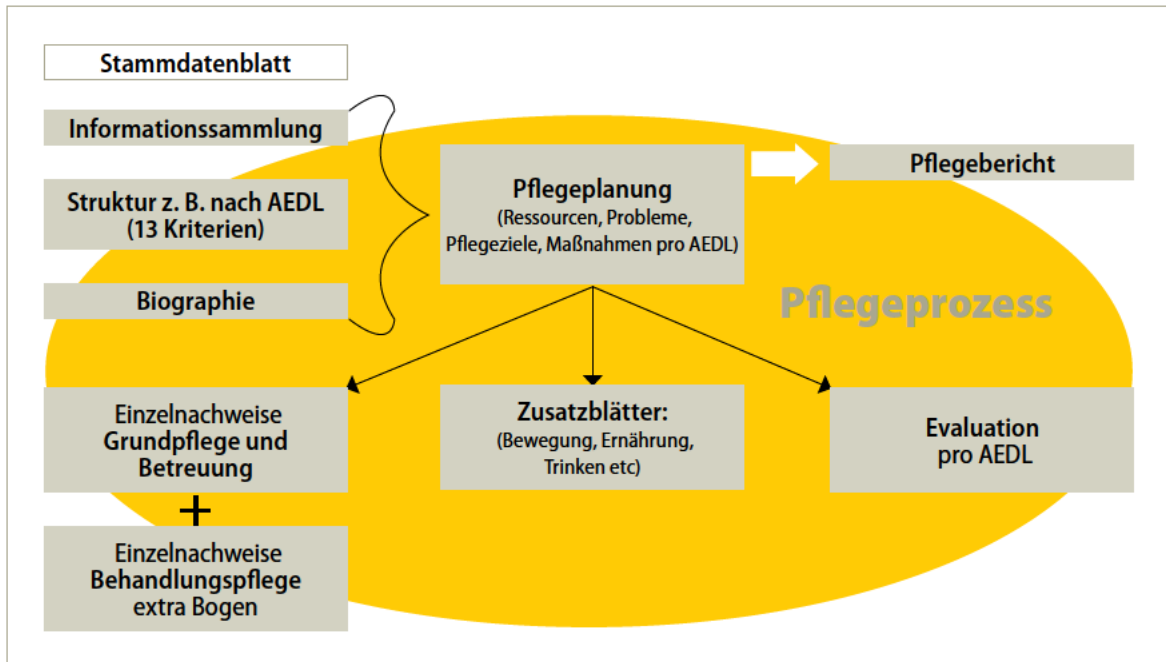 Stammdatenblatt
Informationssammlung
Struktur z. B. nach AEDL
(13 Kriterien)
Biographie
Pflegeplanung
(Ressourcen, Probleme,
Pflegeziele, Maßnahmen pro AEDL)
Pflegebericht
Pflegeprozess
Einzelnachweise
Grundpflege und
Betreuung
+
Einzelnachweise
Behandlungspflege
extra Bogen
Zusatzblätter:
(Bewegung, Ernährung,
Trinken etc)
Evaluation
pro AEDL